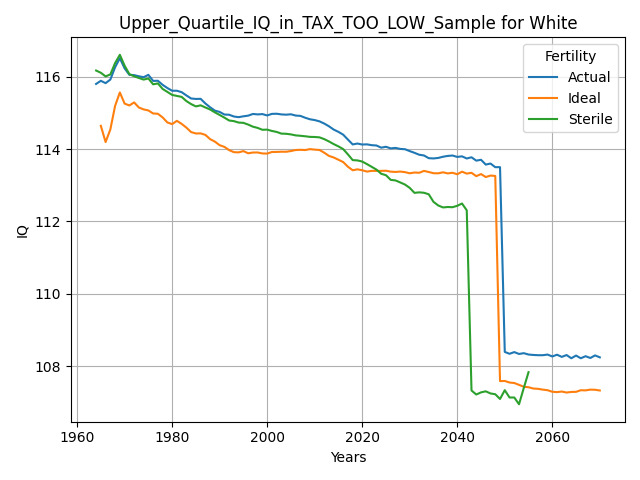 Upper_Quartile_IQ_in_TAX_TOO_LOW_Sample for White
Fertility
Actual
Ideal
Sterile
116
114
112
110
108
IQ
1960
1980
2000
2020
2040
2060
Years